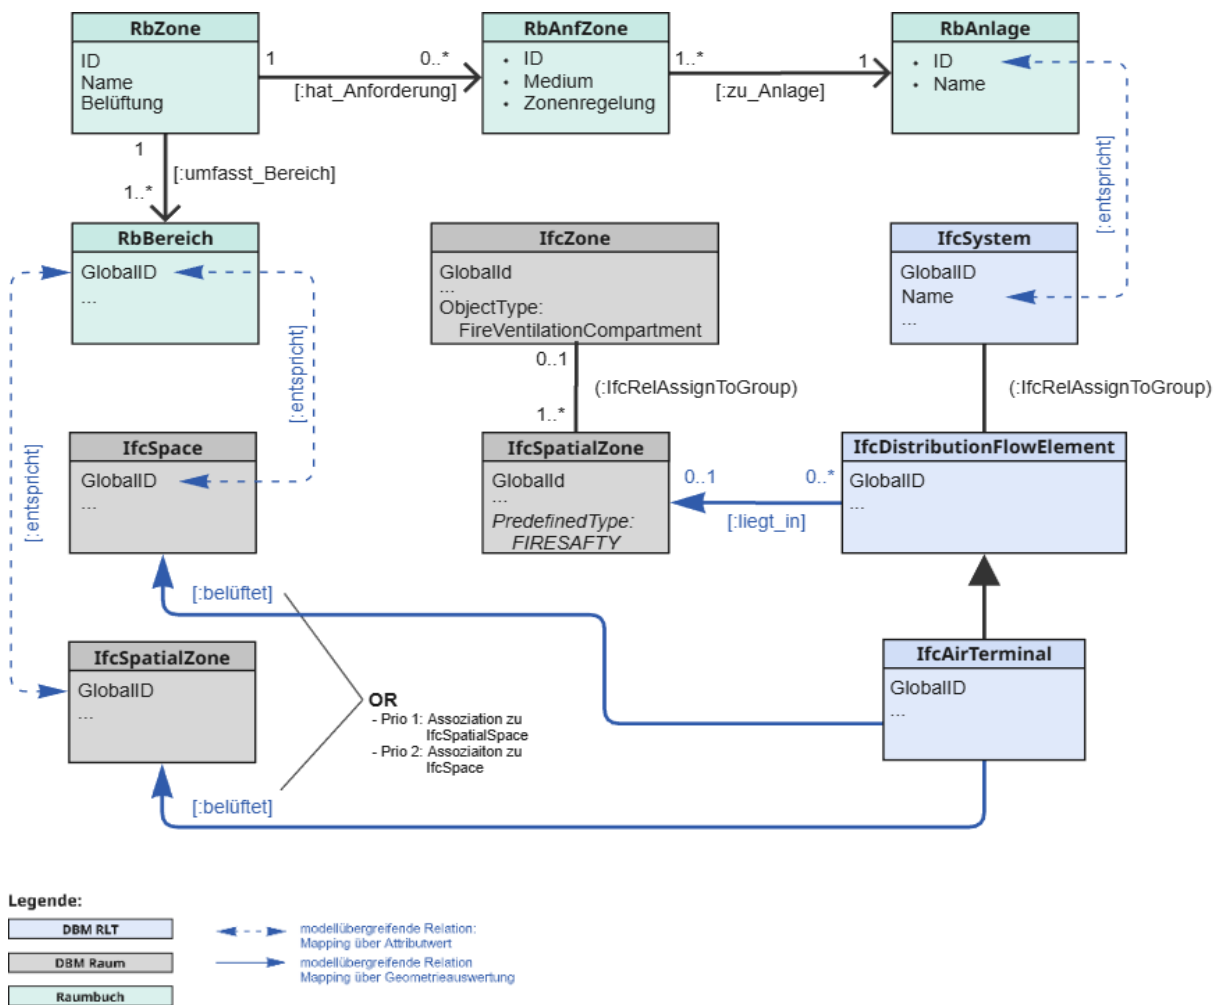 RbZone
ID
Name
Belüftung
1
0..*
[:hat_Anforderung]
RbAnfZone
• ID
• Medium
• Zonenregelung
1..*
1
[:zu_Anlage]
RbAnlage
• ID
• Name
[:entspricht]
1
[:umfasst_Bereich]
1..*
RbBereich
GlobalID
...
[:entspricht]
[:entspricht]
IfcZone
GlobalId
...
ObjectType:
FireVentilationCompartment
0..1
(:IfcRelAssignToGroup)
1..*
IfcSystem
GlobalID
Name
...
(:IfcRelAssignToGroup)
IfcSpace
GlobalID
...
IfcSpatialZone
GlobalId
...
PredefinedType:
FIRESAFTY
0..1
0..*
[:liegt_in]
IfcDistributionFlowElement
GlobalID
...
[:belüftet]
IfcSpatialZone
GlobalID
...
OR
- Prio 1: Assoziation zu
IfcSpatialSpace
- Prio 2: Assoziaiton zu
IfcSpace
IfcAirTerminal
GlobalID
...
[:belüftet]
Legende:
DBM RLT
DBM Raum
Raumbuch
modellübergreifende Relation:
Mapping über Attributwert
modellübergreifende Relation
Mapping über Geometrieauswertung